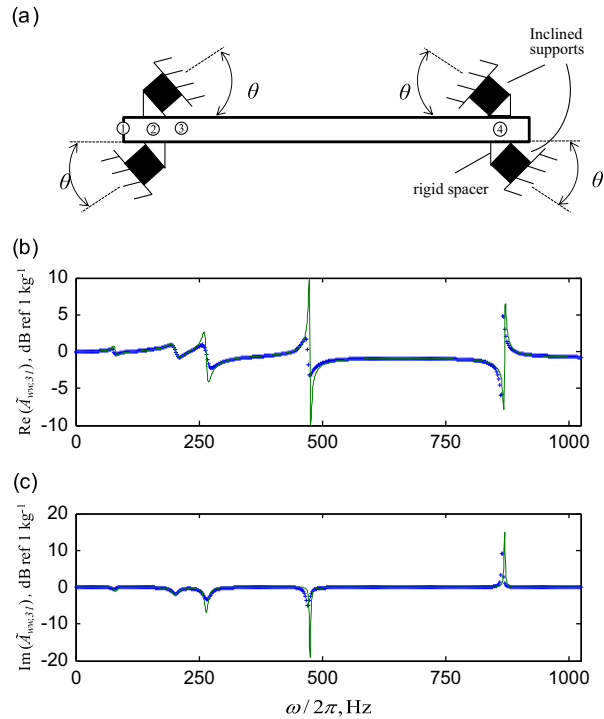 (a)
Inclined
supports
θ
θ
1 2 3 4
θ
rigid spacer
θ
(b)
10
5
0
-5
-10
Re(Ã_ww,31), dB ref 1 kg⁻¹
0 250 500 750 1000
(c)
20
10
0
-10
-20
Im(Ã_ww,31), dB ref 1 kg⁻¹
0 250 500 750 1000
ω/2π, Hz